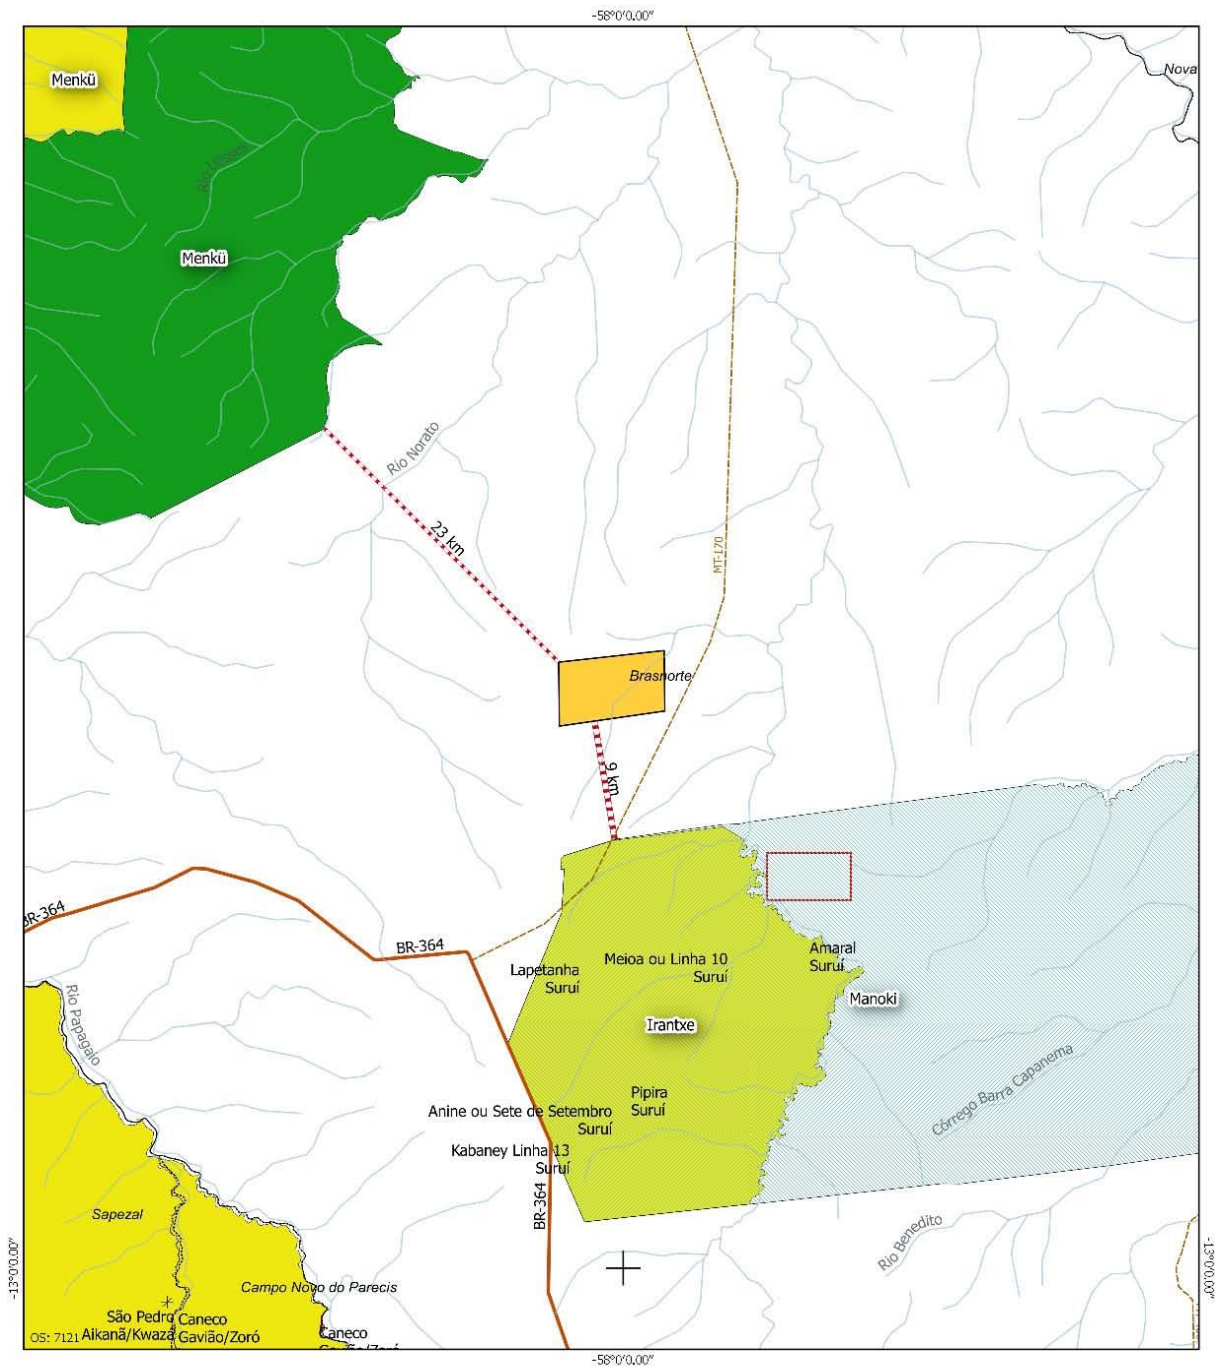 -58°0'0.00"
Menkü
Nova
Menkü
Rio Norato
23 km
MT-170
Brasnorte
9 km
BR-364
BR-364
Lapetanha
Suruí
Meioa ou Linha 10
Suruí
Amaral
Suruí
Manoki
Irantxe
Rio Papagaio
Pipira
Suruí
Anine ou Sete de Setembro
Suruí
Kabaney Linha 13
Suruí
Córrego Barra Capanema
BR-364
Sapezal
Rio Benedito
-13°0'0.00"
-13°0'0.00"
Campo Novo do Parecis
São Pedro
Aikanã/Kwaza
Caneco
Gavião/Zoró
Caneco
Gavião/Zoró
OS: 7121
-58°0'0.00"